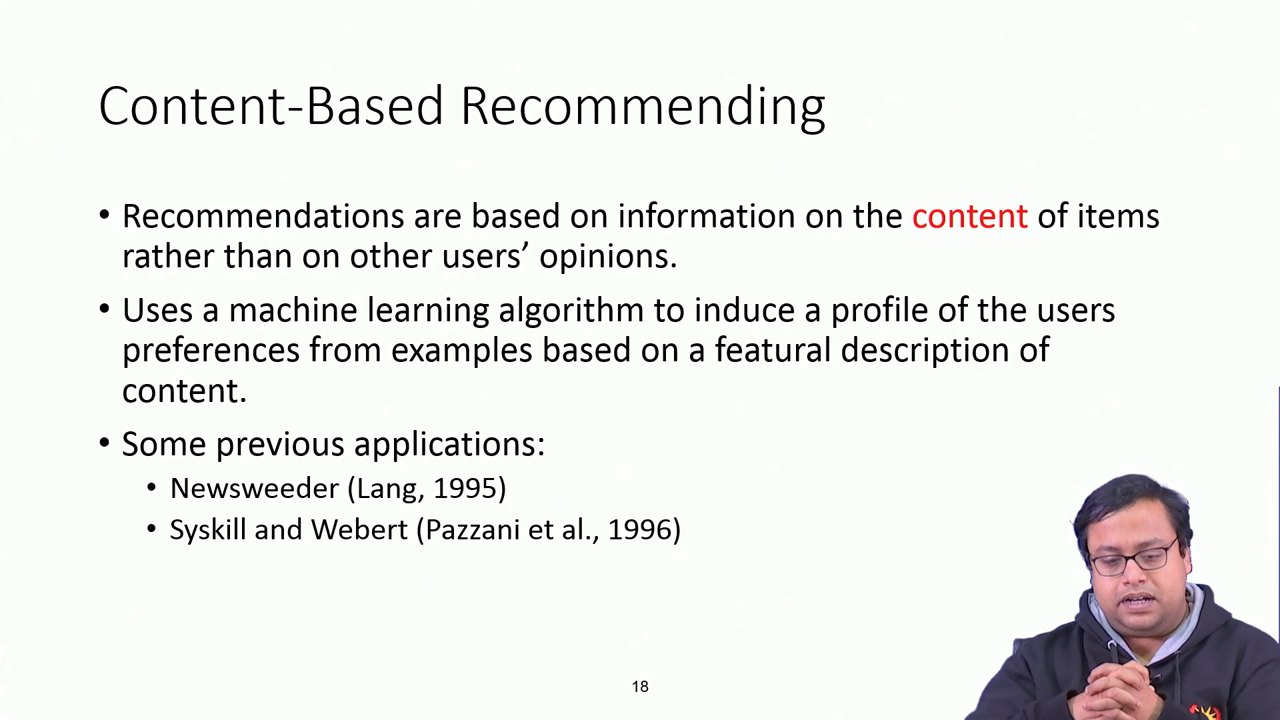 Content-Based Recommending
• Recommendations are based on information on the content of items
rather than on other users’ opinions.
• Uses a machine learning algorithm to induce a profile of the users
preferences from examples based on a featural description of
content.
• Some previous applications:
• Newsweeder (Lang, 1995)
• Syskill and Webert (Pazzani et al., 1996)
18